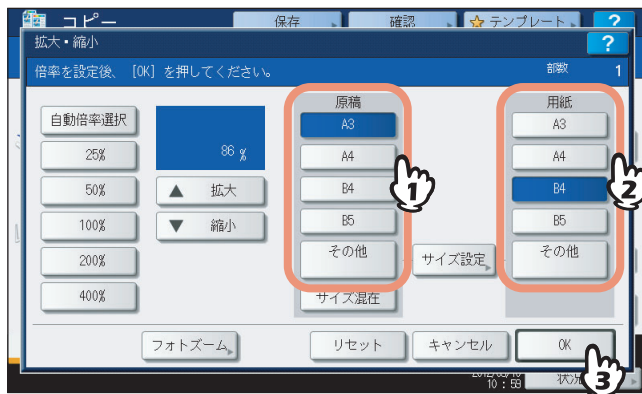 コピー
保存
確認
テンプレート
?
拡大・縮小
?
倍率を設定後、 [OK] を押してください。
部数 1
自動倍率選択
25%
50%
100%
200%
400%
86 %
▲ 拡大
▼ 縮小
原稿
A3
A4
B4
B5
その他
サイズ混在
サイズ設定
用紙
A3
A4
B4
B5
その他
1
2
フォトズーム
リセット
キャンセル
OK
3
10:59
状況